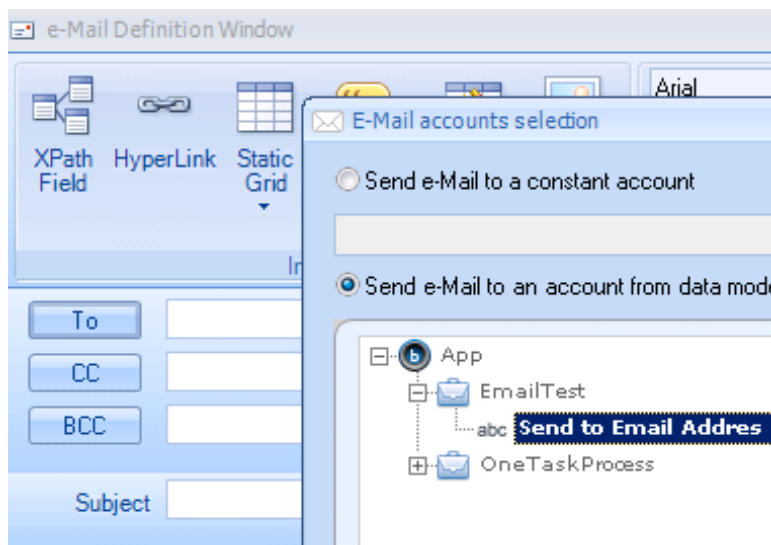 e-Mail Definition Window
Arial
E-Mail accounts selection
XPath Field
HyperLink
Static Grid
Send e-Mail to a constant account
In
Send e-Mail to an account from data mode
To
CC
BCC
Subject
App
EmailTest
abc Send to Email Addres
OneTaskProcess